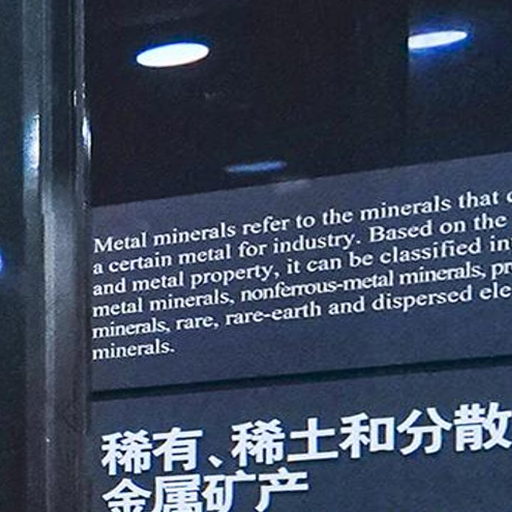 Metal minerals refer to the minerals that
a certain metal for industry. Based on the
and metal property, it can be classified
metal minerals, nonferrous-metal minerals,
minerals, rare, rare-earth and dispersed
minerals.
稀有、稀土和分散
金属矿产